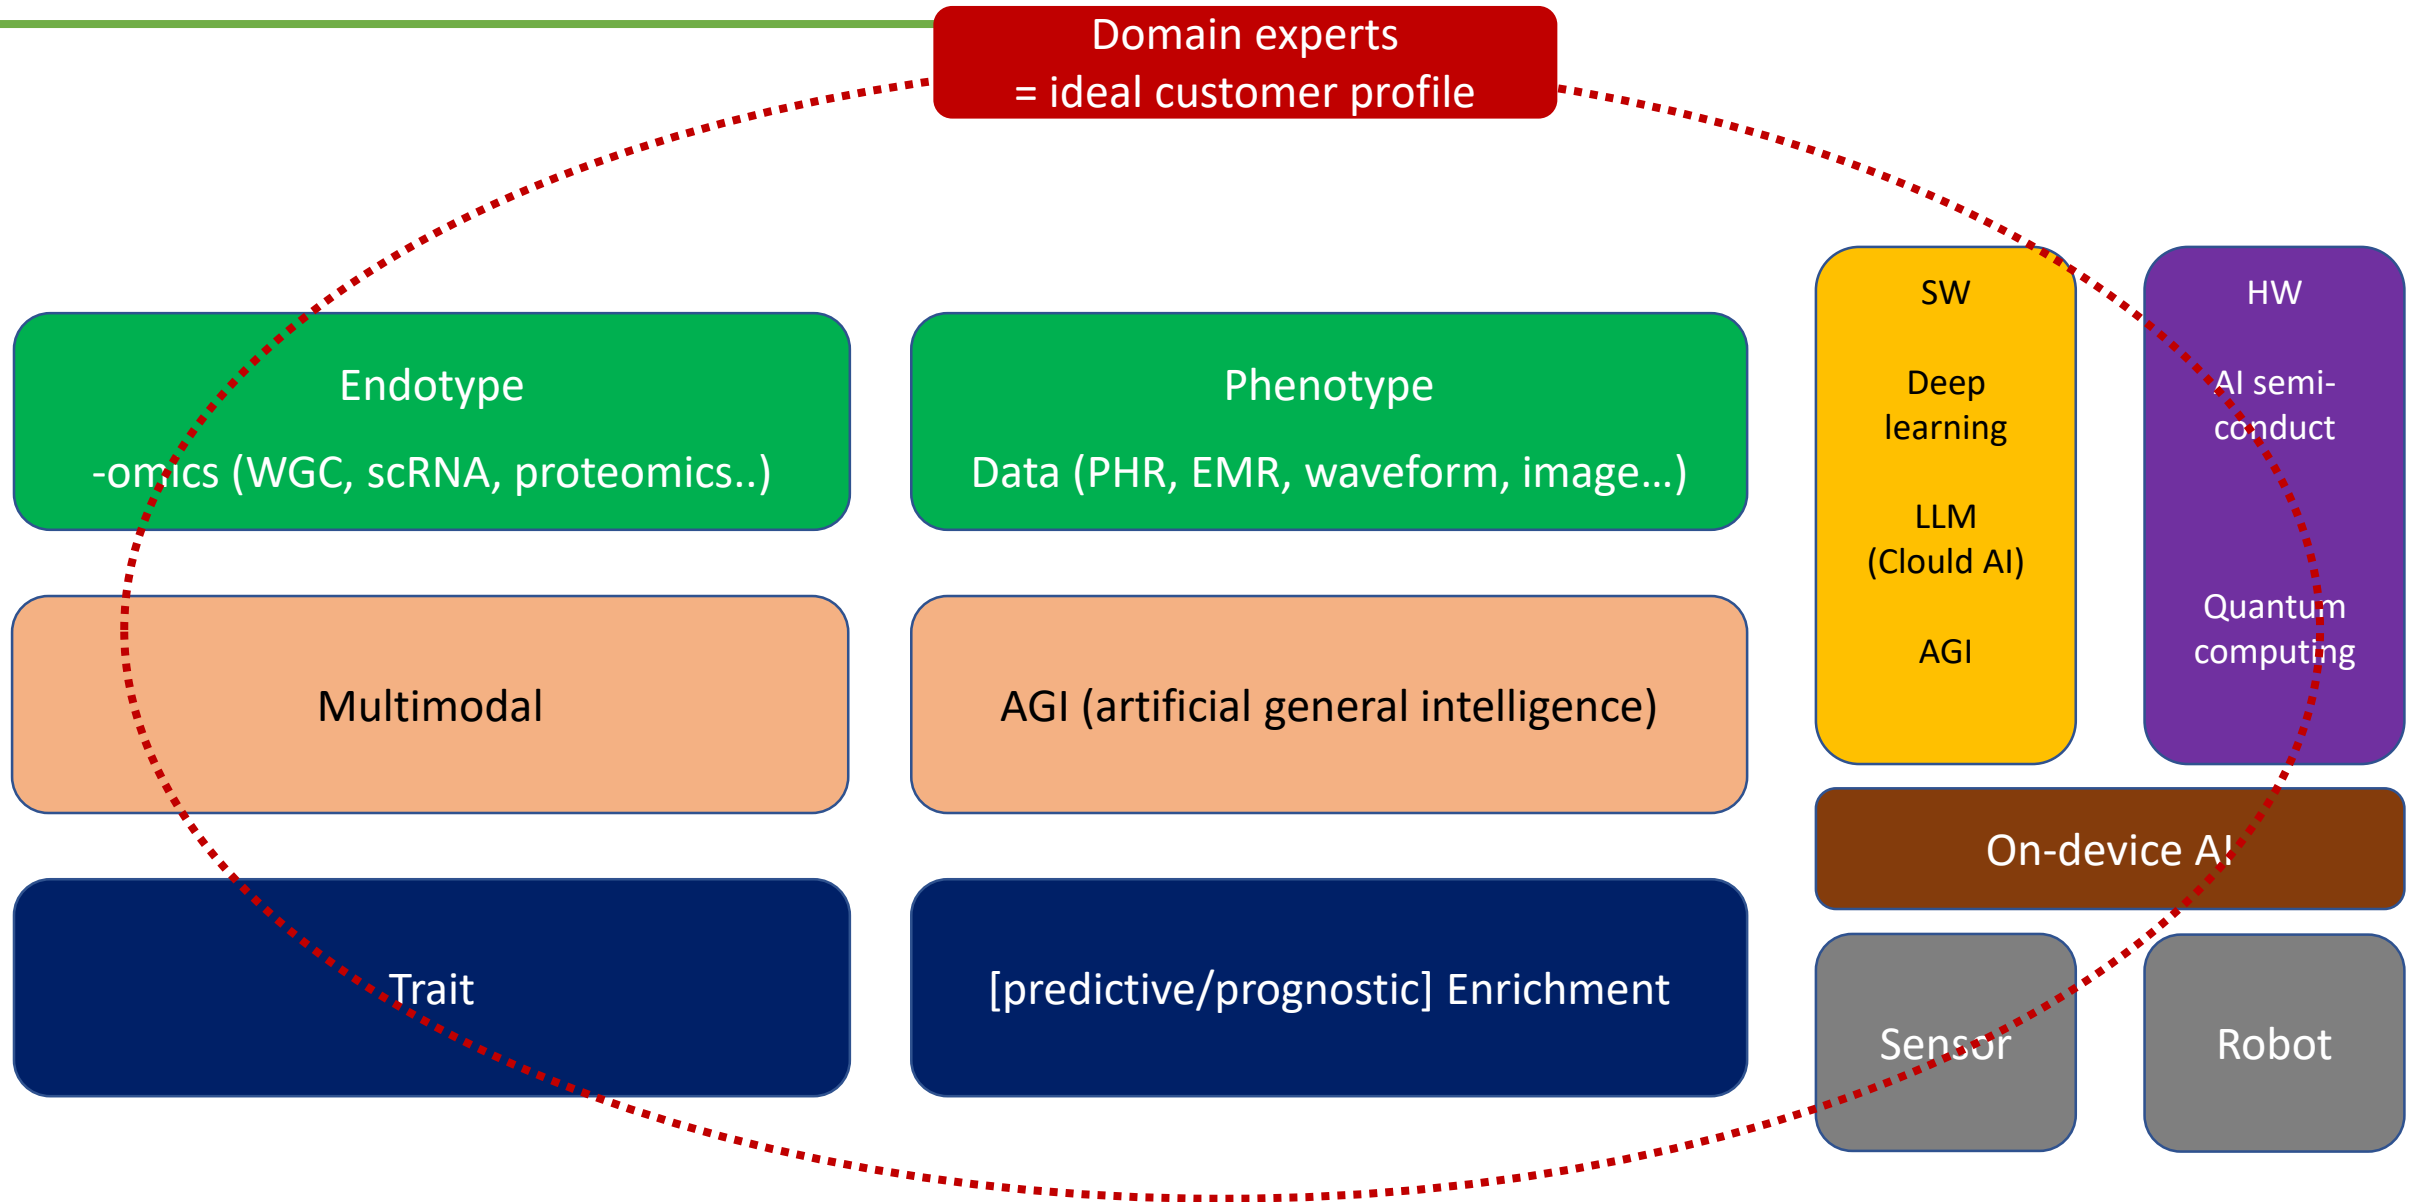 Domain experts
= ideal customer profile
Endotype
-omics (WGC, scRNA, proteomics..)
Phenotype
Data (PHR, EMR, waveform, image...)
Multimodal
AGI (artificial general intelligence)
Trait
[predictive/prognostic] Enrichment
SW
Deep
learning
LLM
(Clould AI)
AGI
HW
AI semi-
conduct
Quantum
computing
On-device AI
Sensor
Robot